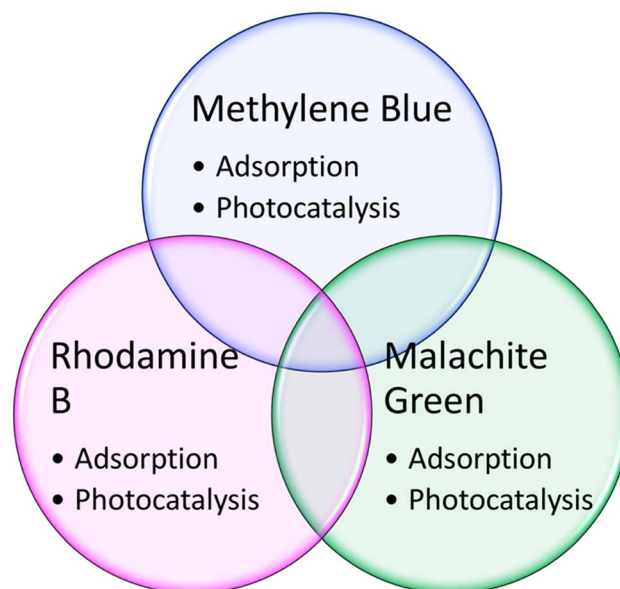 Methylene Blue
• Adsorption
• Photocatalysis
Rhodamine
B
• Adsorption
• Photocatalysis
Malachite
Green
• Adsorption
• Photocatalysis